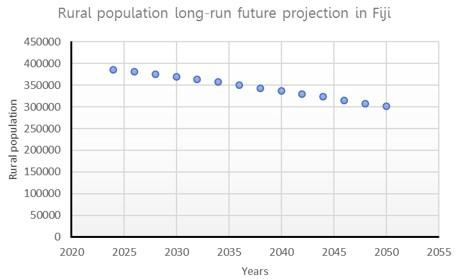 Rural population long-run future projection in Fiji
450000
400000
350000
300000
250000
200000
150000
100000
50000
0
Rural population
2020 2025 2030 2035 2040 2045 2050 2055
Years